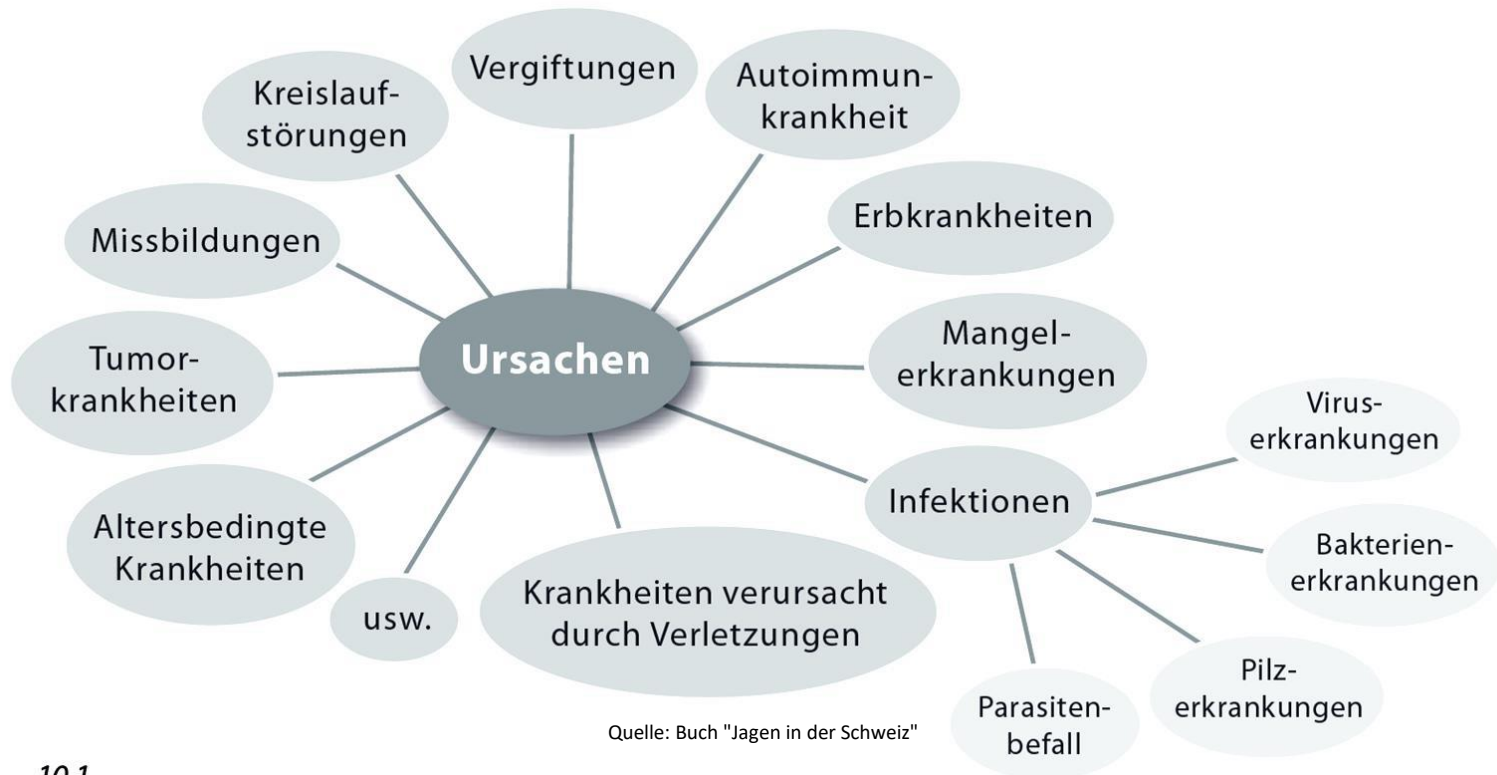 Vergiftungen
Autoimmun-
krankheit
Kreislauf-
störungen
Erbkrankheiten
Missbildungen
Mangel-
erkrankungen
Ursachen
Tumor-
krankheiten
Virus-
erkrankungen
Infektionen
Altersbedingte
Krankheiten
Bakterien-
erkrankungen
usw.
Krankheiten verursacht
durch Verletzungen
Pilz-
erkrankungen
Parasiten-
befall
Quelle: Buch "Jagen in der Schweiz"
10.1